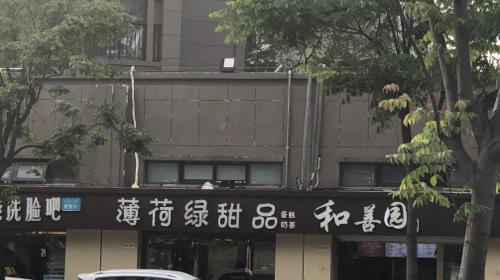 洗脸吧
薄荷绿甜品
蛋糕
奶茶
和善园